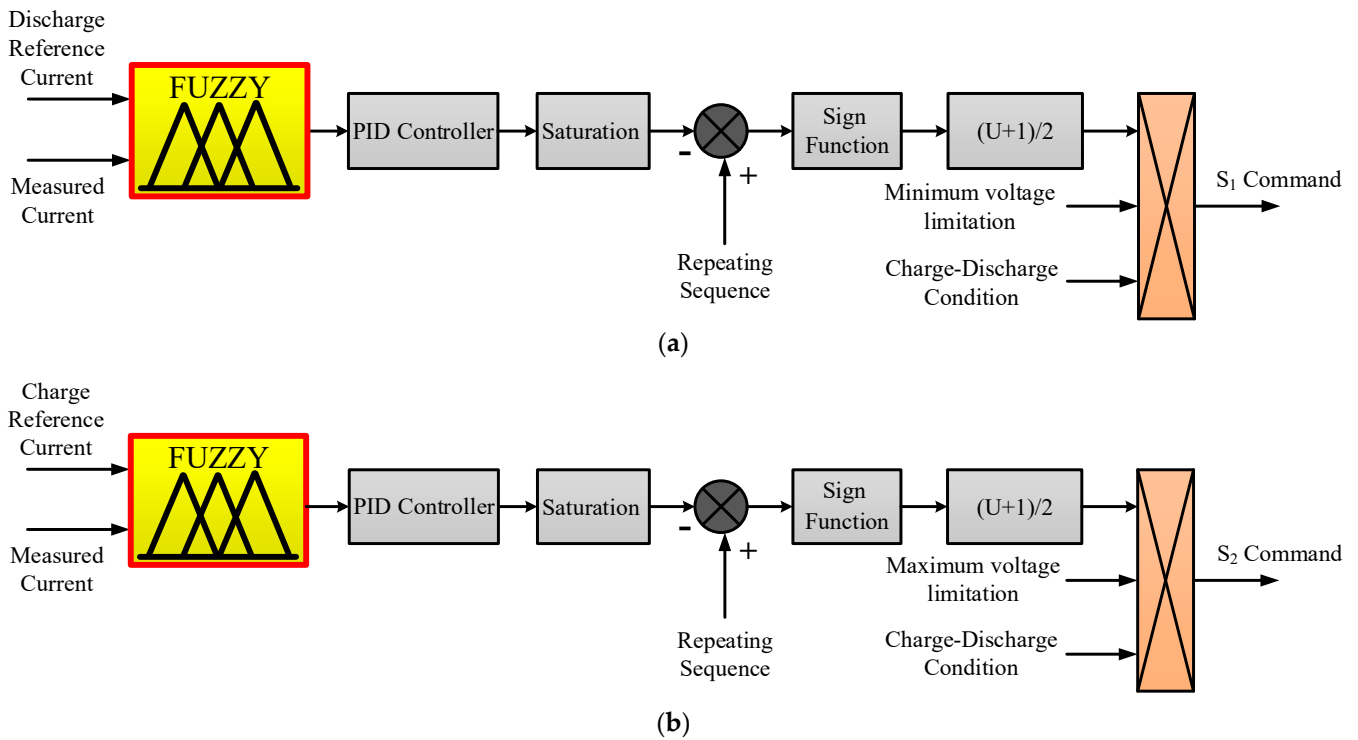 Discharge
Reference
Current
Measured
Current
FUZZY
PID Controller
Saturation
-
+
Repeating
Sequence
Sign
Function
(U+1)/2
Minimum voltage
limitation
Charge-Discharge
Condition
S₁ Command
(a)
Charge
Reference
Current
Measured
Current
FUZZY
PID Controller
Saturation
-
+
Repeating
Sequence
Sign
Function
(U+1)/2
Maximum voltage
limitation
Charge-Discharge
Condition
S₂ Command
(b)